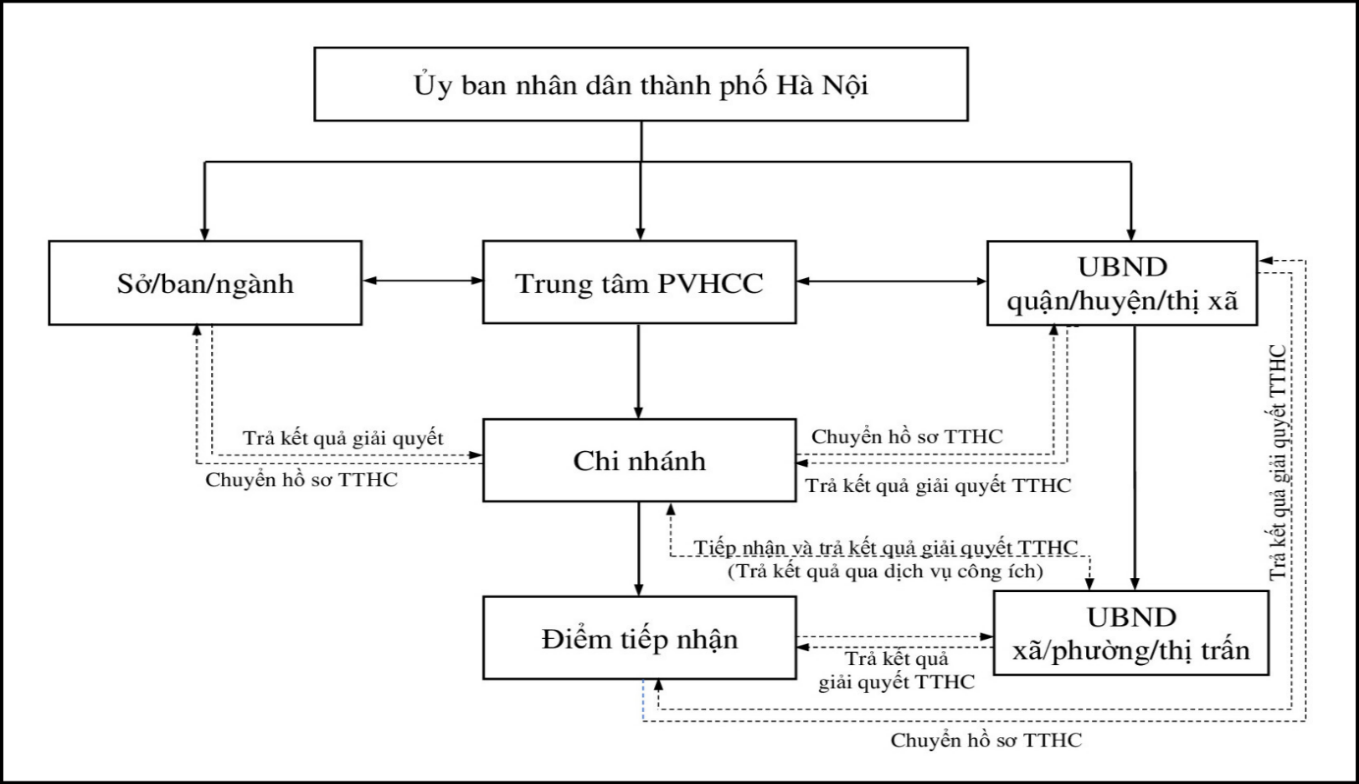 Ủy ban nhân dân thành phố Hà Nội
Sở/ban/ngành
Trung tâm PVHCC
UBND
quận/huyện/thị xã
Trả kết quả giải quyết
Chuyển hồ sơ TTHC
Chi nhánh
Chuyển hồ sơ TTHC
Trả kết quả giải quyết TTHC
Trả kết quả giải quyết TTHC
Tiếp nhận và trả kết quả giải quyết TTHC
(Trả kết quả qua dịch vụ công ích)
Điểm tiếp nhận
Trả kết quả
giải quyết TTHC
UBND
xã/phường/thị trấn
Chuyển hồ sơ TTHC